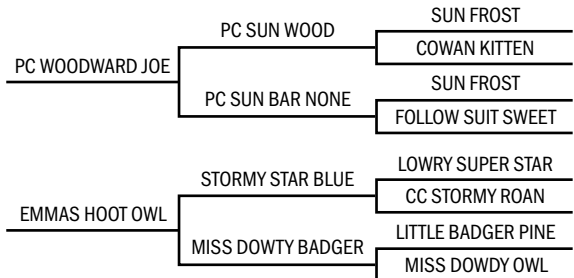 SUN FROST
PC SUN WOOD
COWAN KITTEN
PC WOODWARD JOE
SUN FROST
PC SUN BAR NONE
FOLLOW SUIT SWEET
LOWRY SUPER STAR
STORMY STAR BLUE
CC STORMY ROAN
EMMAS HOOT OWL
LITTLE BADGER PINE
MISS DOWTY BADGER
MISS DOWDY OWL